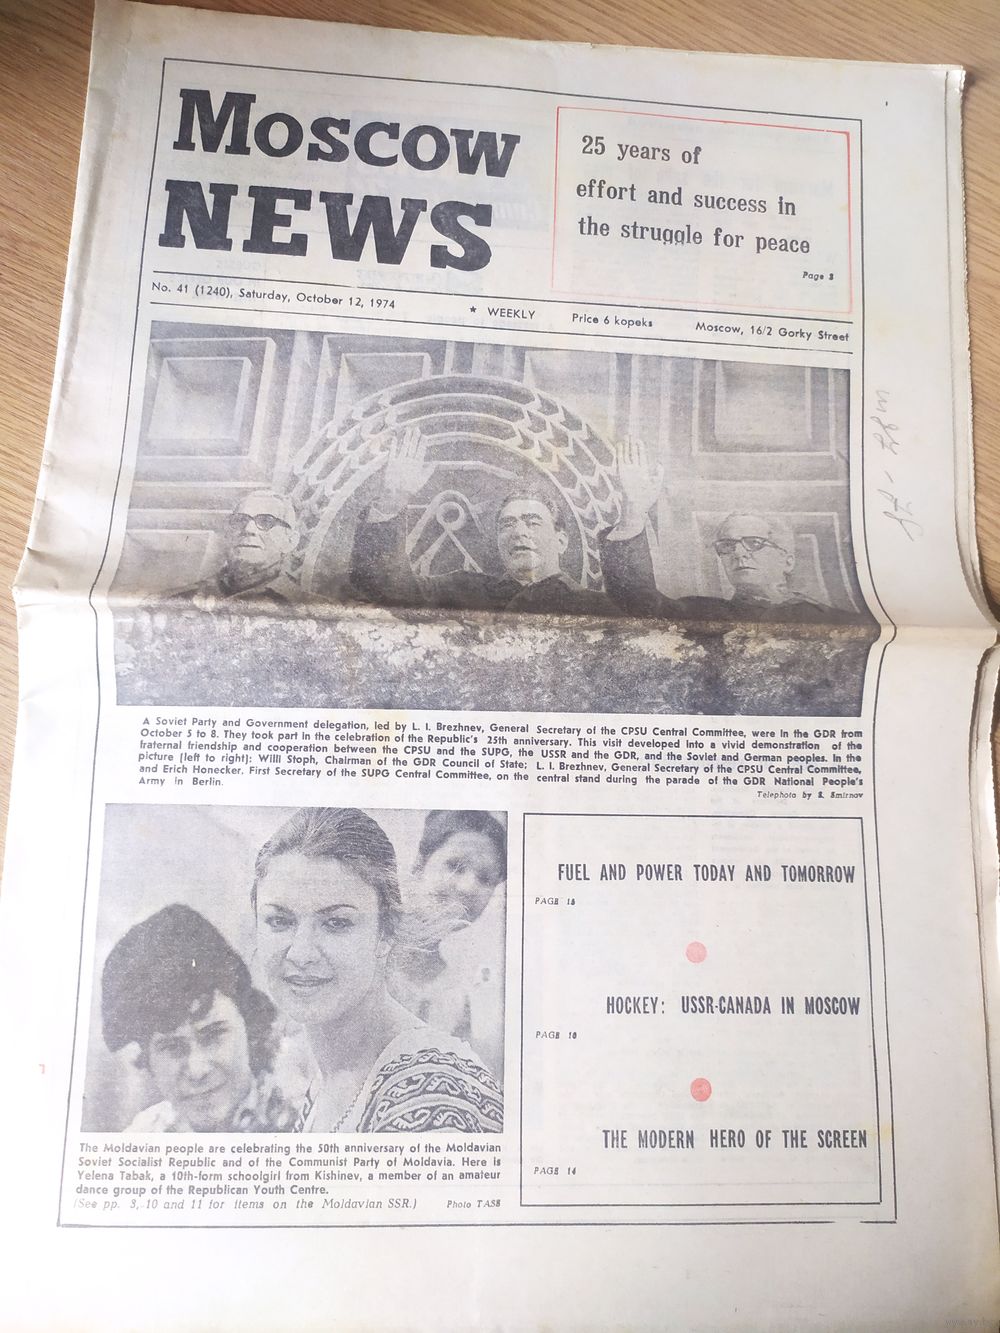 MOSCOW
NEWS
25 years of
effort and success in
the struggle for peace
Page 3
No. 41 (1240), Saturday, October 12, 1974
★ WEEKLY
Price 6 kopeks
Moscow, 16/2 Gorky Street
A Soviet Party and Government delegation, led by L. I. Brezhnev, General Secretary of the CPSU Central Committee, were in the GDR from
October 5 to 8. They took part in the celebration of the Republic's 25th anniversary. This visit developed into a vivid demonstration of the
fraternal friendship and cooperation between the CPSU and the SUPG, the USSR and the GDR, and the Soviet and German peoples. In the
picture (left to right): Willi Stoph, Chairman of the GDR Council of State; L. I. Brezhnev, General Secretary of the CPSU Central Committee,
and Erich Honecker, First Secretary of the SUPG Central Committee, on the central stand during the parade of the GDR National People's
Army in Berlin.
Telephoto by S. Smirnov
The Moldavian people are celebrating the 50th anniversary of the Moldavian
Soviet Socialist Republic and of the Communist Party of Moldavia. Here is
Yelena Tabak, a 10th-form schoolgirl from Kishinev, a member of an amateur
dance group of the Republican Youth Centre.
(See pp. 3, 10 and 11 for items on the Moldavian SSR.)
Photo TASS
FUEL AND POWER TODAY AND TOMORROW
PAGE 15
HOCKEY: USSR-CANADA IN MOSCOW
PAGE 10
THE MODERN HERO OF THE SCREEN
PAGE 14